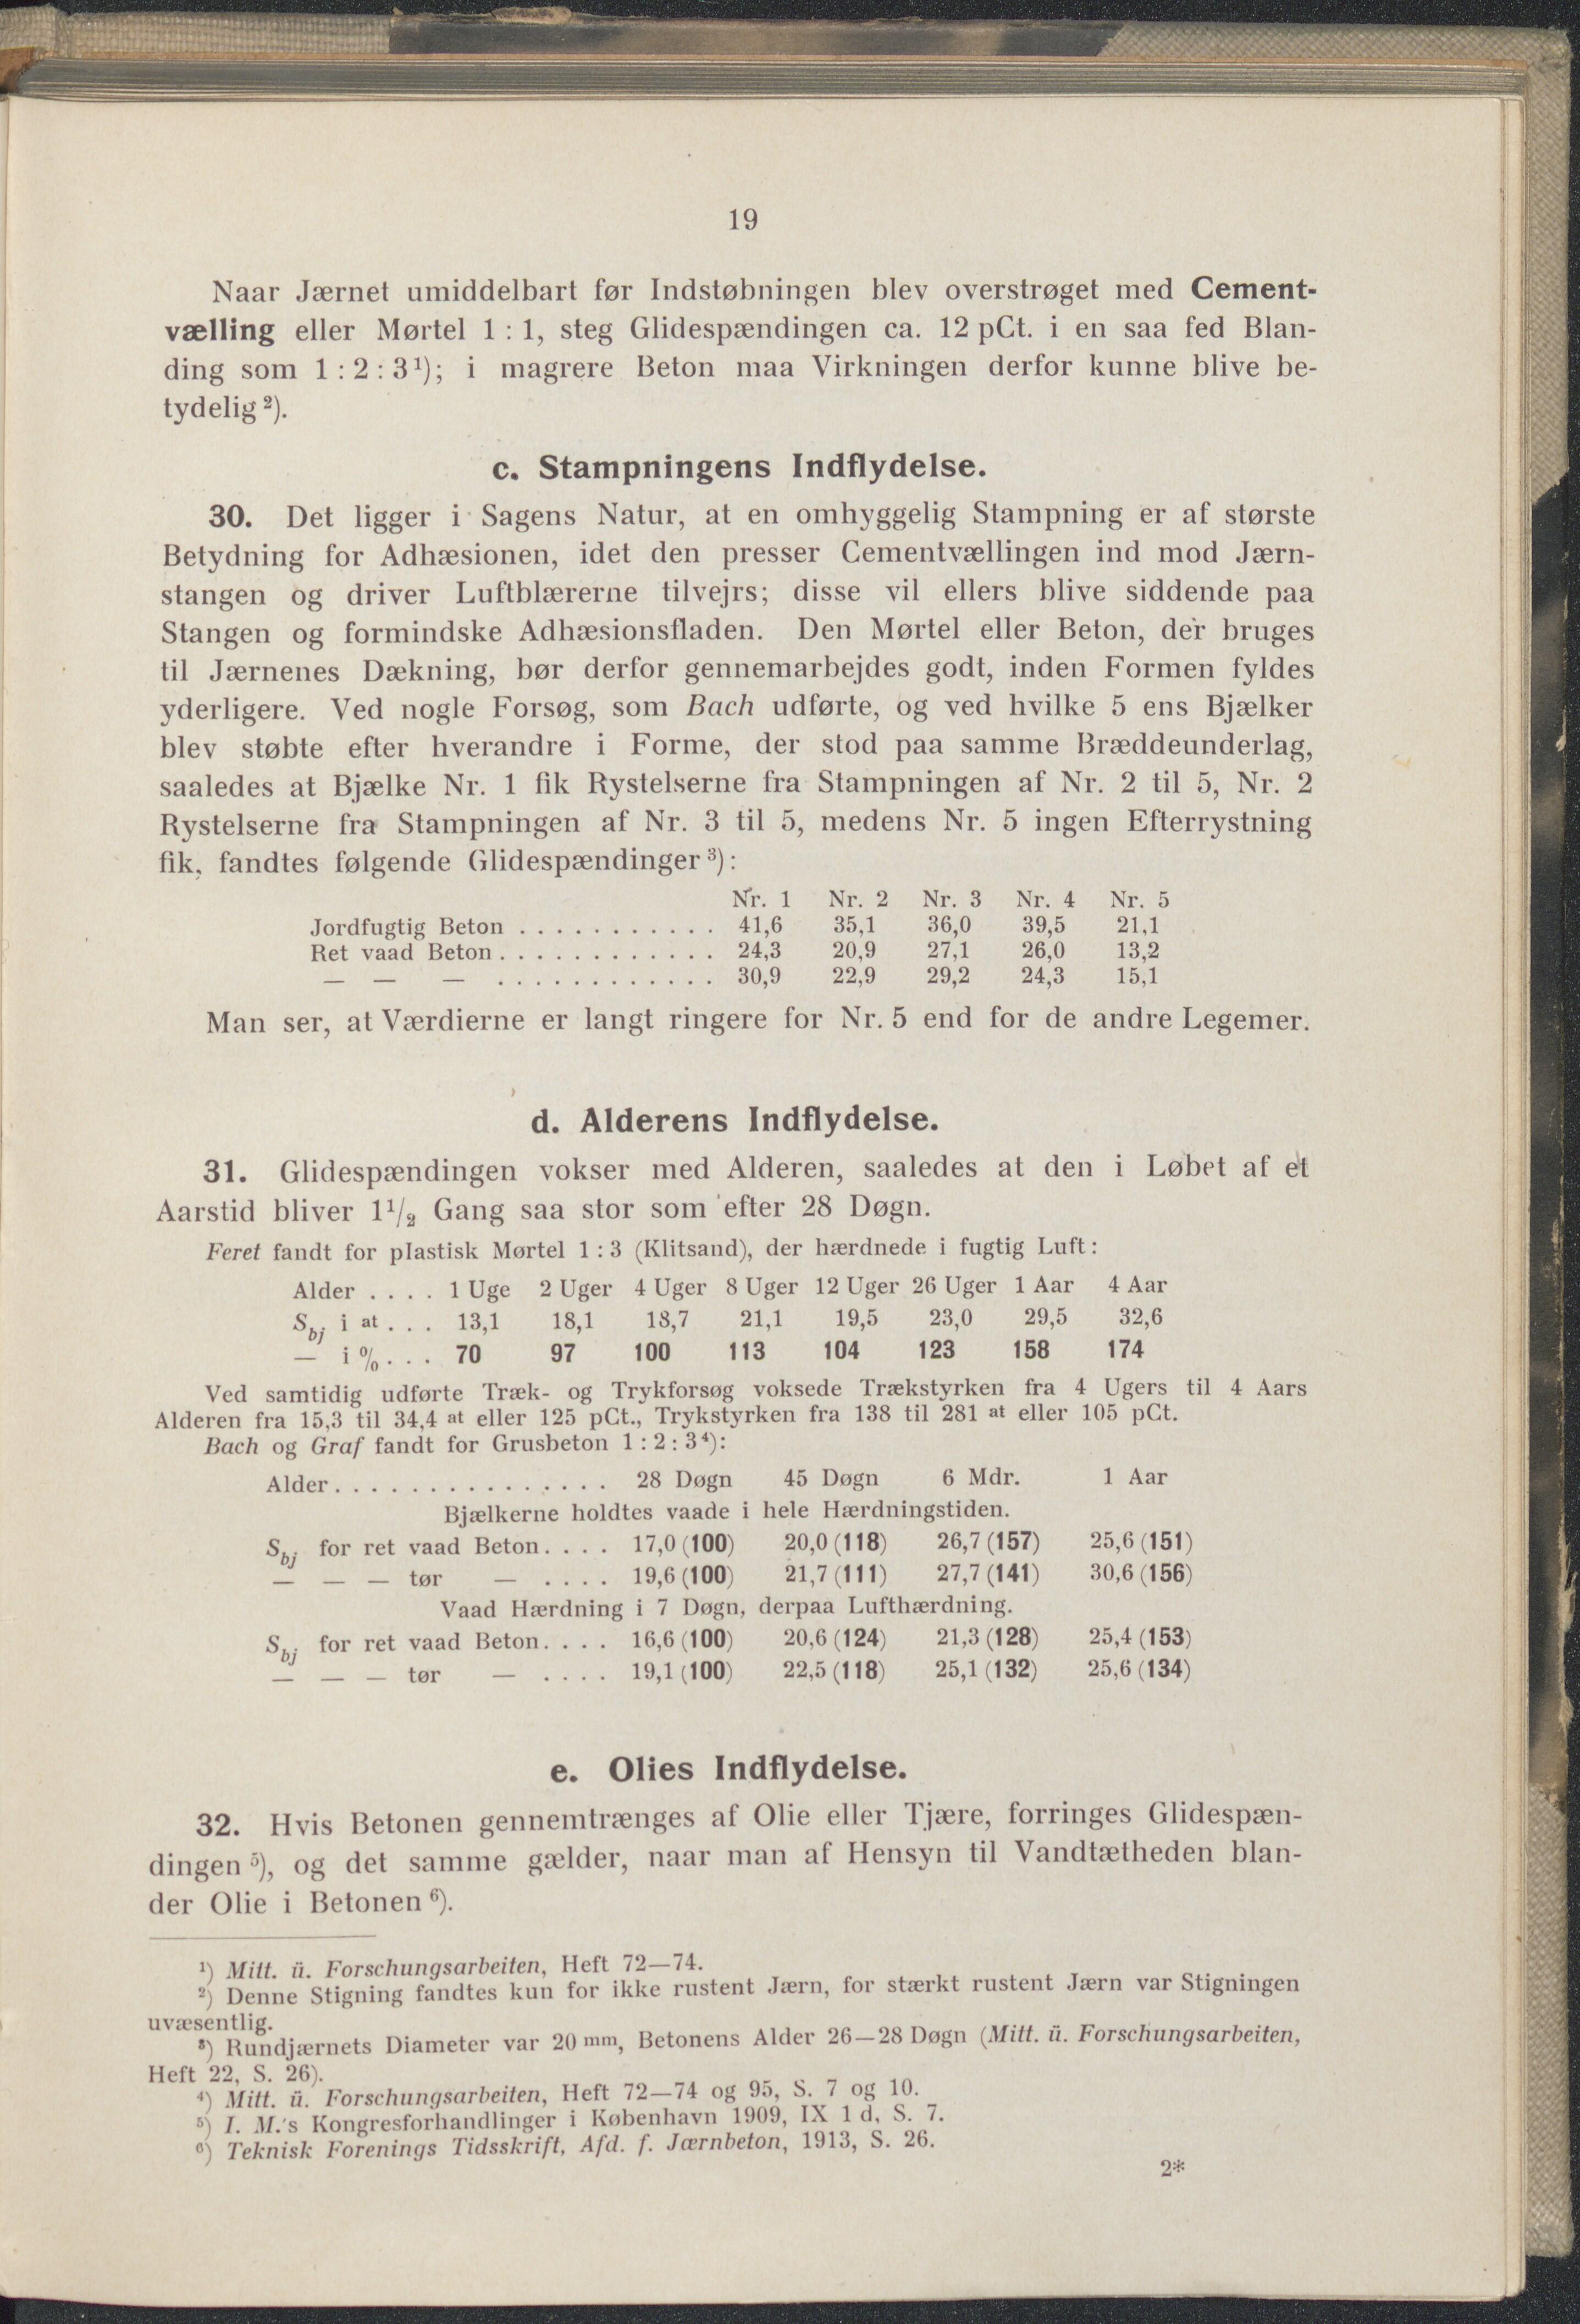 19
Naar Jærnet umiddelbart før Indstøbningen blev overstrøget med Cement-
vælling eller Mørtel 1 : 1, steg Glidespændingen ca. 12 pCt. i en saa fed Blan-
ding som 1 : 2 : 3 ¹); i magrere Beton maa Virkningen derfor kunne blive be-
tydelig ²).
c. Stampningens Indflydelse.
30. Det ligger i Sagens Natur, at en omhyggelig Stampning er af største
Betydning for Adhæsionen, idet den presser Cementvællingen ind mod Jærn-
stangen og driver Luftblærerne tilvejrs; disse vil ellers blive siddende paa
Stangen og formindske Adhæsionsfladen. Den Mørtel eller Beton, der bruges
til Jærnenes Dækning, bør derfor gennemarbejdes godt, inden Formen fyldes
yderligere. Ved nogle Forsøg, som Bach udførte, og ved hvilke 5 ens Bjælker
blev støbte efter hverandre i Forme, der stod paa samme Bræddeunderlag,
saaledes at Bjælke Nr. 1 fik Rystelserne fra Stampningen af Nr. 2 til 5, Nr. 2
Rystelserne fra Stampningen af Nr. 3 til 5, medens Nr. 5 ingen Efterrystning
fik, fandtes følgende Glidespændinger ³):
Nr. 1 Nr. 2 Nr. 3 Nr. 4 Nr. 5
Jordfugtig Beton . . . . . . . . . . . 41,6 35,1 36,0 39,5 21,1
Ret vaad Beton . . . . . . . . . . . . 24,3 20,9 27,1 26,0 13,2
— — — . . . . . . . . . . . . 30,9 22,9 29,2 24,3 15,1
Man ser, at Værdierne er langt ringere for Nr. 5 end for de andre Legemer.
d. Alderens Indflydelse.
31. Glidespændingen vokser med Alderen, saaledes at den i Løbet af et
Aarstid bliver 1¹/₂ Gang saa stor som efter 28 Døgn.
Feret fandt for plastisk Mørtel 1 : 3 (Klitsand), der hærdnede i fugtig Luft:
Alder . . . . 1 Uge 2 Uger 4 Uger 8 Uger 12 Uger 26 Uger 1 Aar 4 Aar
S_bj i at . . . 13,1 18,1 18,7 21,1 19,5 23,0 29,5 32,6
— i % . . . 70 97 100 113 104 123 158 174
Ved samtidig udførte Træk- og Trykforsøg voksede Trækstyrken fra 4 Ugers til 4 Aars
Alderen fra 15,3 til 34,4 at eller 125 pCt., Trykstyrken fra 138 til 281 at eller 105 pCt.
Bach og Graf fandt for Grusbeton 1 : 2 : 3 ⁴):
Alder . . . . . . . . . . . . . . . 28 Døgn 45 Døgn 6 Mdr. 1 Aar
Bjælkerne holdtes vaade i hele Hærdningstiden.
S_bj for ret vaad Beton . . . . 17,0 (100) 20,0 (118) 26,7 (157) 25,6 (151)
— — — tør — . . . . 19,6 (100) 21,7 (111) 27,7 (141) 30,6 (156)
Vaad Hærdning i 7 Døgn, derpaa Lufthærdning.
S_bj for ret vaad Beton . . . . 16,6 (100) 20,6 (124) 21,3 (128) 25,4 (153)
— — — tør — . . . . 19,1 (100) 22,5 (118) 25,1 (132) 25,6 (134)
e. Olies Indflydelse.
32. Hvis Betonen gennemtrænges af Olie eller Tjære, forringes Glidespæn-
dingen ⁵), og det samme gælder, naar man af Hensyn til Vandtætheden blan-
der Olie i Betonen ⁶).
¹) Mitt. ü. Forschungsarbeiten, Heft 72—74.
²) Denne Stigning fandtes kun for ikke rustent Jærn, for stærkt rustent Jærn var Stigningen
uvæsentlig.
³) Rundjærnets Diameter var 20 mm, Betonens Alder 26—28 Døgn (Mitt. ü. Forschungsarbeiten,
Heft 22, S. 26).
⁴) Mitt. ü. Forschungsarbeiten, Heft 72—74 og 95, S. 7 og 10.
⁵) I. M.'s Kongresforhandlinger i København 1909, IX 1 d, S. 7.
⁶) Teknisk Forenings Tidsskrift, Afd. f. Jærnbeton, 1913, S. 26.
2*